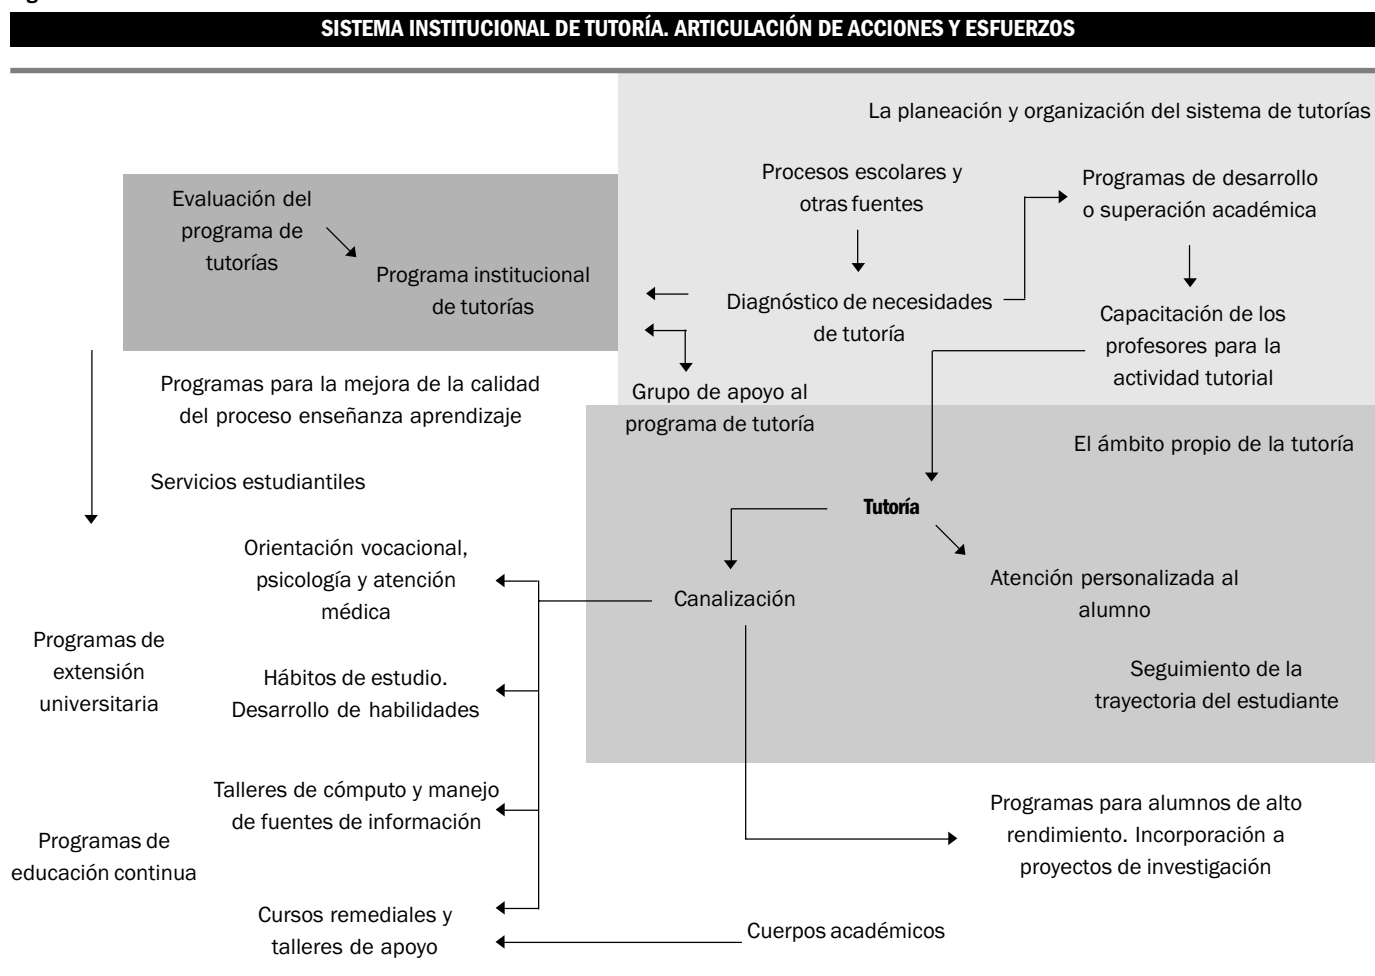 SISTEMA INSTITUCIONAL DE TUTORÍA. ARTICULACIÓN DE ACCIONES Y ESFUERZOS
La planeación y organización del sistema de tutorías
Evaluación del
programa de
tutorías
Programa institucional
de tutorías
Procesos escolares y
otras fuentes
Programas de desarrollo
o superación académica
Diagnóstico de necesidades
de tutoría
Capacitación de los
profesores para la
actividad tutorial
Programas para la mejora de la calidad
del proceso enseñanza aprendizaje
Grupo de apoyo al
programa de tutoría
El ámbito propio de la tutoría
Servicios estudiantiles
Tutoría
Orientación vocacional,
psicología y atención
médica
Canalización
Atención personalizada al
alumno
Programas de
extensión
universitaria
Hábitos de estudio.
Desarrollo de habilidades
Seguimiento de la
trayectoria del estudiante
Talleres de cómputo y manejo
de fuentes de información
Programas para alumnos de alto
rendimiento. Incorporación a
proyectos de investigación
Programas de
educación continua
Cursos remediales y
talleres de apoyo
Cuerpos académicos